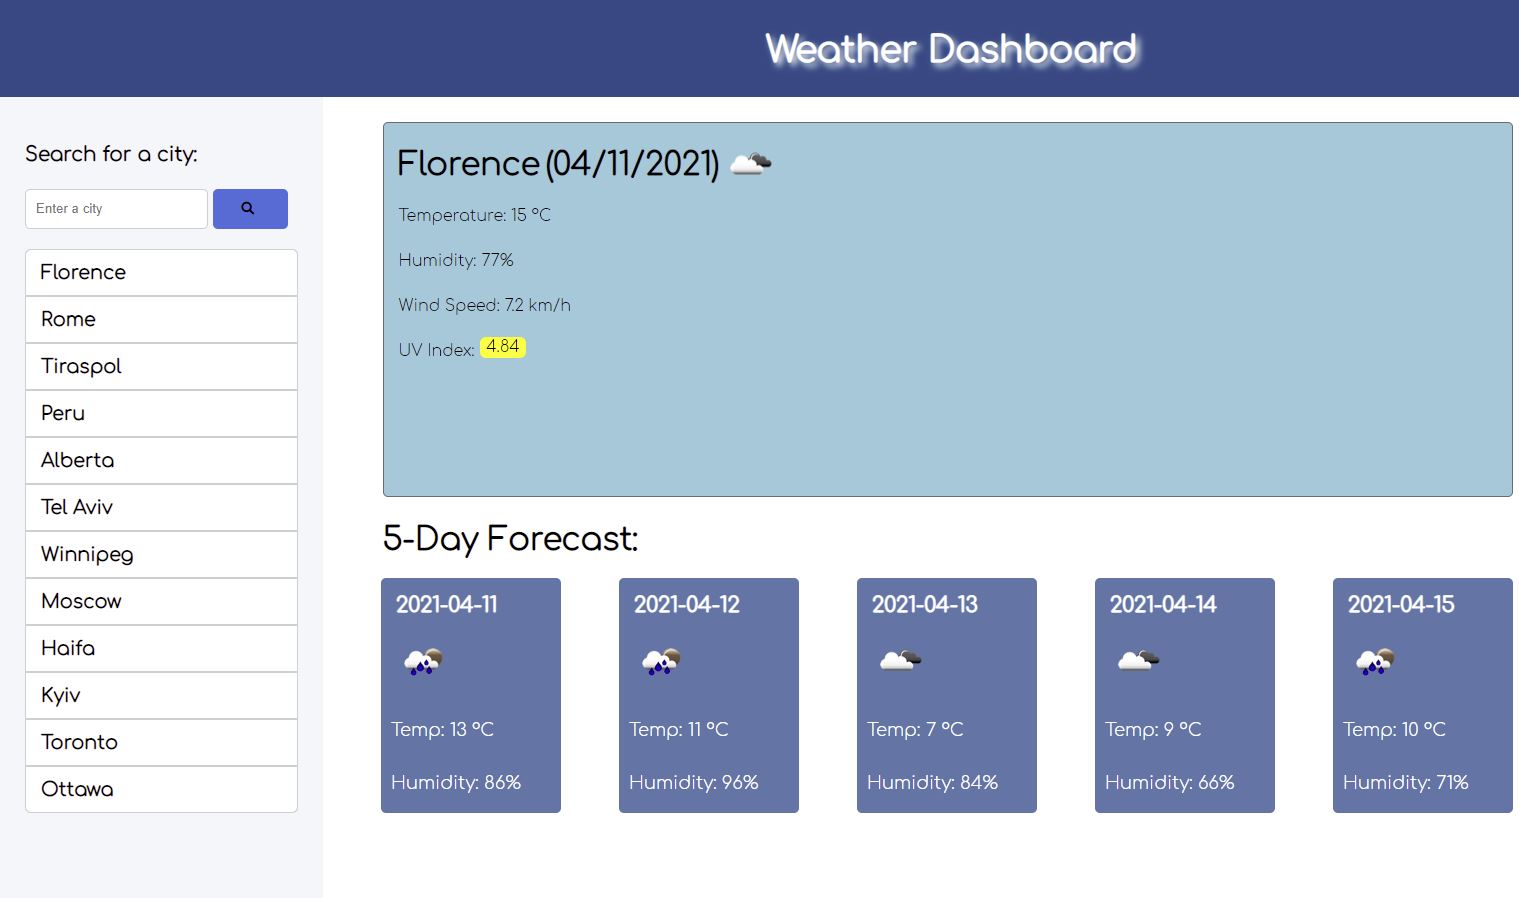 Weather Dashboard
Search for a city:
Enter a city
Florence
Rome
Tiraspol
Peru
Alberta
Tel Aviv
Winnipeg
Moscow
Haifa
Kyiv
Toronto
Ottawa
Florence (04/11/2021)
Temperature: 15 °C
Humidity: 77%
Wind Speed: 7.2 km/h
UV Index: 4.84
5-Day Forecast:
2021-04-11
Temp: 13 °C
Humidity: 86%
2021-04-12
Temp: 11 °C
Humidity: 96%
2021-04-13
Temp: 7 °C
Humidity: 84%
2021-04-14
Temp: 9 °C
Humidity: 66%
2021-04-15
Temp: 10 °C
Humidity: 71%